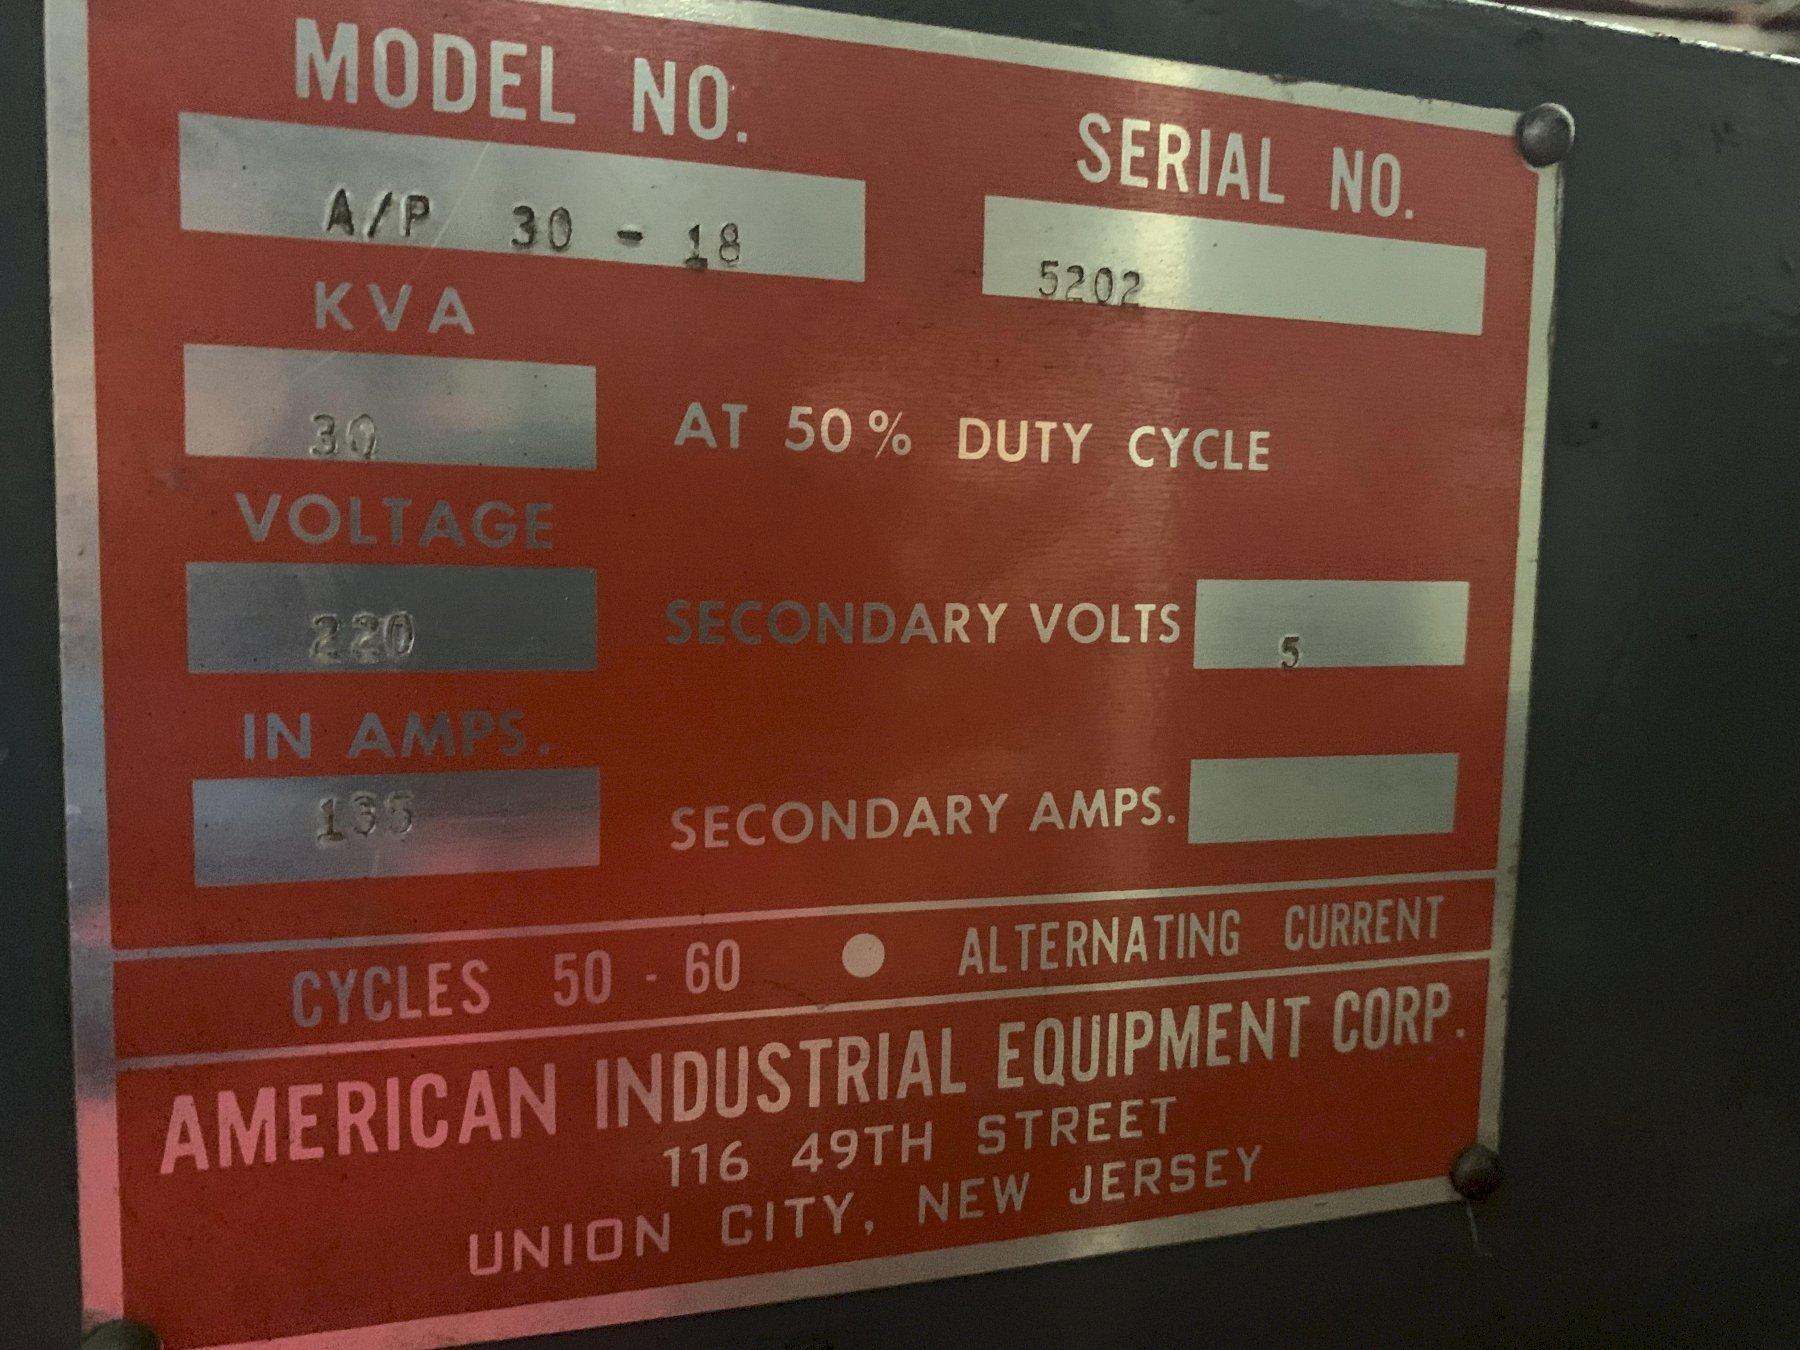 MODEL NO.
A/P 30 - 18
SERIAL NO.
5202
KVA
30
AT 50% DUTY CYCLE
VOLTAGE
220
SECONDARY VOLTS
5
IN AMPS.
135
SECONDARY AMPS.
CYCLES 50 - 60 ● ALTERNATING CURRENT
AMERICAN INDUSTRIAL EQUIPMENT CORP.
116 49TH STREET
UNION CITY, NEW JERSEY